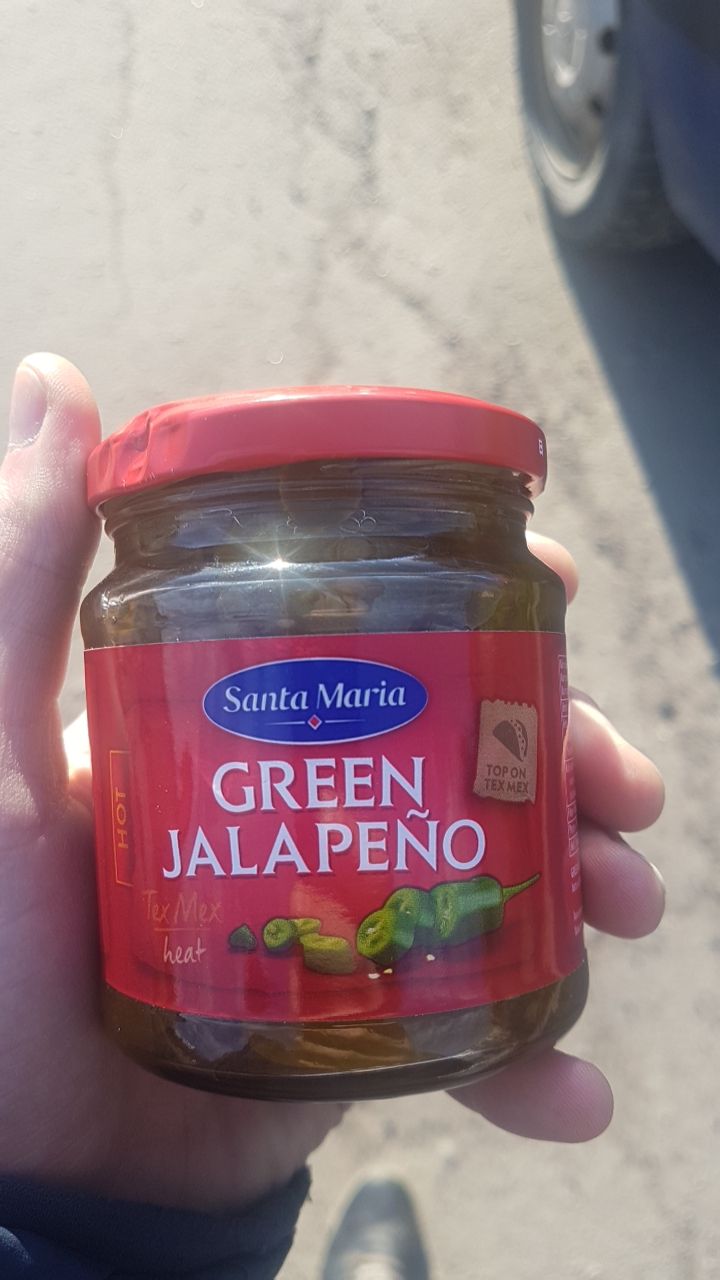 Santa Maria
GREEN
JALAPEÑO
TOP ON
TEX MEX
HOT
Tex Mex
heat